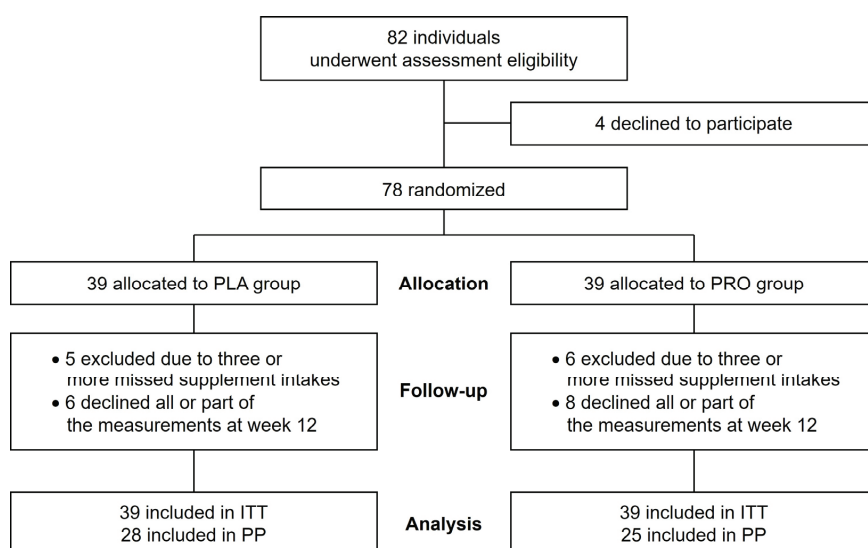 82 individuals
underwent assessment eligibility
4 declined to participate
78 randomized
39 allocated to PLA group
Allocation
39 allocated to PRO group
• 5 excluded due to three or
more missed supplement intakes
• 6 declined all or part of
the measurements at week 12
Follow-up
• 6 excluded due to three or
more missed supplement intakes
• 8 declined all or part of
the measurements at week 12
39 included in ITT
28 included in PP
Analysis
39 included in ITT
25 included in PP